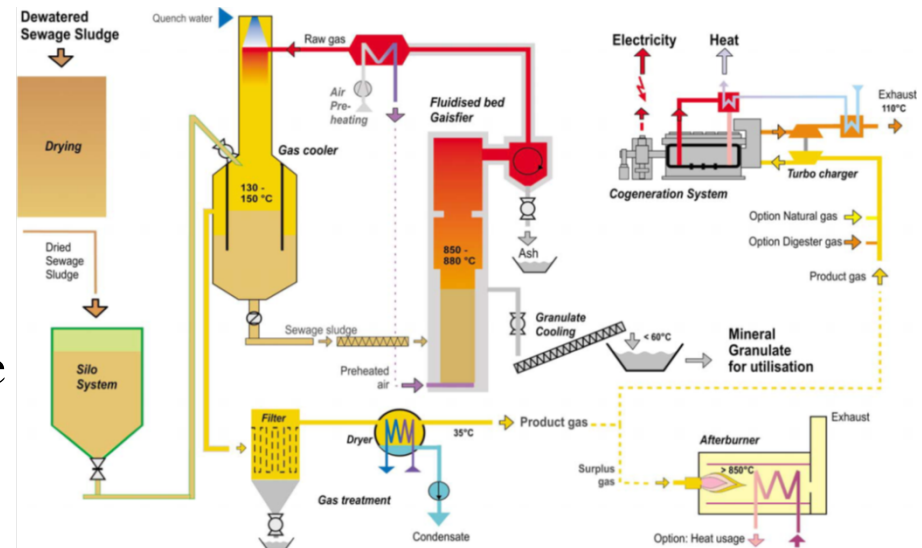 Dewatered
Sewage Sludge
Drying
Dried
Sewage
Sludge
Silo
System
e
Quench water
Raw gas
Air
Pre-
heating
Gas cooler
130 -
150 °C
Sewage sludge
Preheated
air
Fluidised bed
Gaisfier
850 -
880 °C
Ash
Granulate
Cooling
< 60°C
Mineral
Granulate
for utilisation
Filter
Dryer
35°C
Product gas
Gas treatment
Condensate
Electricity
Heat
Exhaust
110°C
Turbo charger
Cogeneration System
Option Natural gas
Option Digester gas
Product gas
Surplus
gas
Afterburner
Exhaust
> 850°C
Option: Heat usage